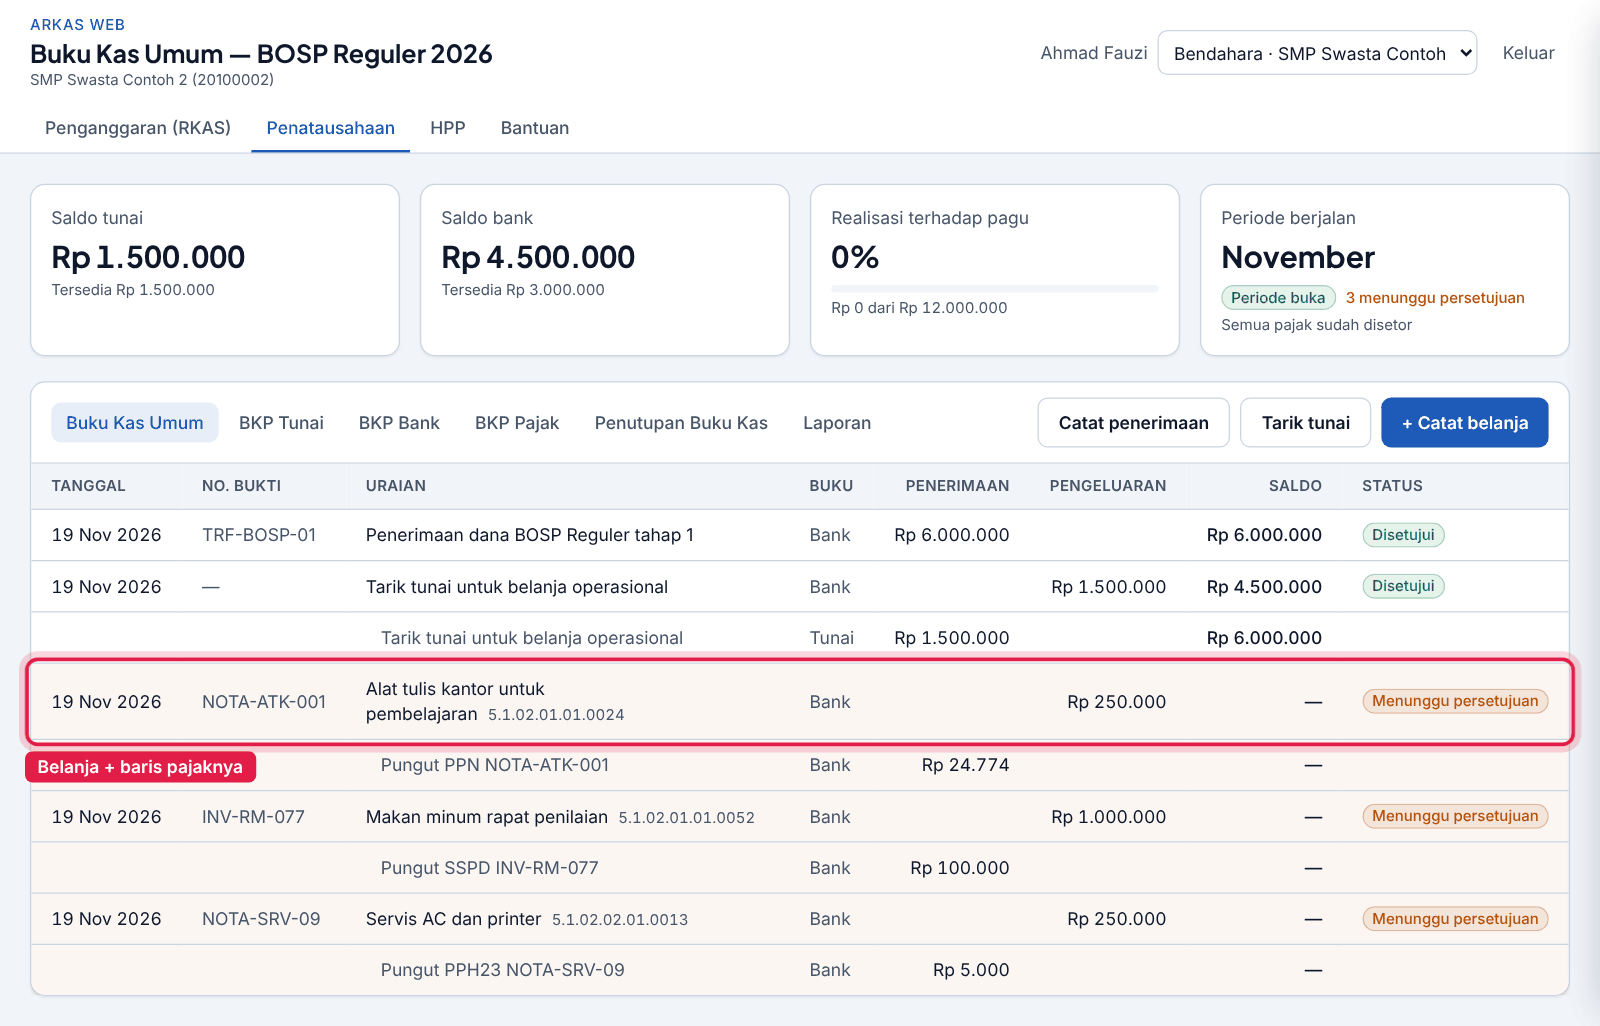 ARKAS WEB
Buku Kas Umum — BOSP Reguler 2026
SMP Swasta Contoh 2 (20100002)
Ahmad Fauzi
Bendahara · SMP Swasta Contoh
Keluar
Penganggaran (RKAS) Penatausahaan HPP Bantuan
Saldo tunai
Rp 1.500.000
Tersedia Rp 1.500.000
Saldo bank
Rp 4.500.000
Tersedia Rp 3.000.000
Realisasi terhadap pagu
0%
Rp 0 dari Rp 12.000.000
Periode berjalan
November
Periode buka 3 menunggu persetujuan
Semua pajak sudah disetor
Buku Kas Umum BKP Tunai BKP Bank BKP Pajak Penutupan Buku Kas Laporan
Catat penerimaan Tarik tunai + Catat belanja
TANGGAL NO. BUKTI URAIAN BUKU PENERIMAAN PENGELUARAN SALDO STATUS
19 Nov 2026 TRF-BOSP-01 Penerimaan dana BOSP Reguler tahap 1 Bank Rp 6.000.000 Rp 6.000.000 Disetujui
19 Nov 2026 — Tarik tunai untuk belanja operasional Bank Rp 1.500.000 Rp 4.500.000 Disetujui
Tarik tunai untuk belanja operasional Tunai Rp 1.500.000 Rp 6.000.000
19 Nov 2026 NOTA-ATK-001 Alat tulis kantor untuk
pembelajaran 5.1.02.01.01.0024 Bank Rp 250.000 — Menunggu persetujuan
Belanja + baris pajaknya
Pungut PPN NOTA-ATK-001 Bank Rp 24.774 —
19 Nov 2026 INV-RM-077 Makan minum rapat penilaian 5.1.02.01.01.0052 Bank Rp 1.000.000 — Menunggu persetujuan
Pungut SSPD INV-RM-077 Bank Rp 100.000 —
19 Nov 2026 NOTA-SRV-09 Servis AC dan printer 5.1.02.02.01.0013 Bank Rp 250.000 — Menunggu persetujuan
Pungut PPH23 NOTA-SRV-09 Bank Rp 5.000 —